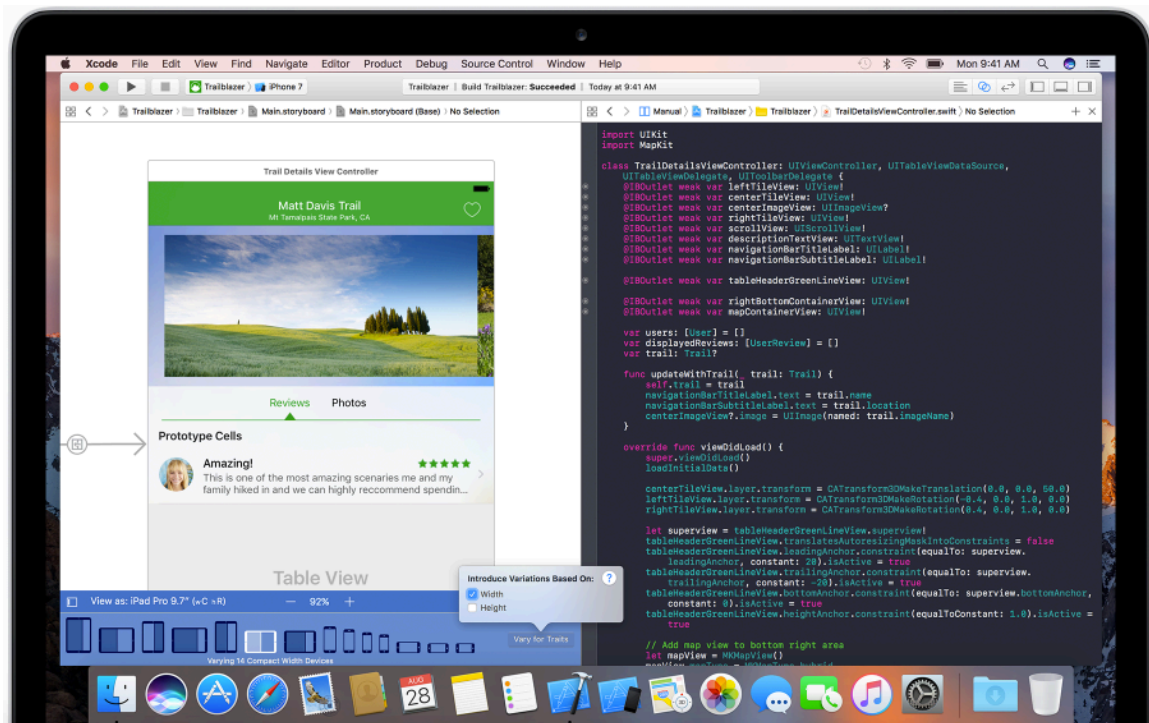 Xcode File Edit View Find Navigate Editor Product Debug Source Control Window Help Mon 9:41 AM
Trailblazer iPhone 7 Trailblazer | Build Trailblazer: Succeeded | Today at 9:41 AM
Trailblazer Trailblazer Main.storyboard Main.storyboard (Base) No Selection
Manual Trailblazer Trailblazer TrailDetailsViewController.swift No Selection
Trail Details View Controller
Matt Davis Trail
Mt Tamalpais State Park, CA
Reviews Photos
Prototype Cells
Amazing!
This is one of the most amazing scenaries me and my
family hiked in and we can highly reccommend spendin...
Table View
Introduce Variations Based On: ?
Width
Height
View as: iPad Pro 9.7" (wC hR) — 92% +
Vary for Traits
Varying 14 Compact Width Devices
import UIKit
import MapKit
class TrailDetailsViewController: UIViewController, UITableViewDataSource,
UITableViewDelegate, UIToolbarDelegate {
@IBOutlet weak var leftTileView: UIView!
@IBOutlet weak var centerTileView: UIView!
@IBOutlet weak var centerImageView: UIImageView?
@IBOutlet weak var rightTileView: UIView!
@IBOutlet weak var scrollView: UIScrollView!
@IBOutlet weak var descriptionTextView: UITextView!
@IBOutlet weak var navigationBarTitleLabel: UILabel!
@IBOutlet weak var navigationBarSubtitleLabel: UILabel!
@IBOutlet weak var tableHeaderGreenLineView: UIView!
@IBOutlet weak var rightBottomContainerView: UIView!
@IBOutlet weak var mapContainerView: UIView!
var users: [User] = []
var displayedReviews: [UserReview] = []
var trail: Trail?
func updateWithTrail(_ trail: Trail) {
self.trail = trail
navigationBarTitleLabel.text = trail.name
navigationBarSubtitleLabel.text = trail.location
centerImageView?.image = UIImage(named: trail.imageName)
}
override func viewDidLoad() {
super.viewDidLoad()
loadInitialData()
centerTileView.layer.transform = CATransform3DMakeTranslation(0.0, 0.0, 50.0)
leftTileView.layer.transform = CATransform3DMakeRotation(-0.4, 0.0, 1.0, 0.0)
rightTileView.layer.transform = CATransform3DMakeRotation(0.4, 0.0, 1.0, 0.0)
let superview = tableHeaderGreenLineView.superview!
tableHeaderGreenLineView.translatesAutoresizingMaskIntoConstraints = false
tableHeaderGreenLineView.leadingAnchor.constraint(equalTo: superview.
leadingAnchor, constant: 20).isActive = true
tableHeaderGreenLineView.trailingAnchor.constraint(equalTo: superview.
trailingAnchor, constant: -20).isActive = true
tableHeaderGreenLineView.bottomAnchor.constraint(equalTo: superview.bottomAnchor,
constant: 0).isActive = true
tableHeaderGreenLineView.heightAnchor.constraint(equalToConstant: 1.0).isActive =
true
// Add map view to bottom right area
let mapView = MKMapView()
AUG
28